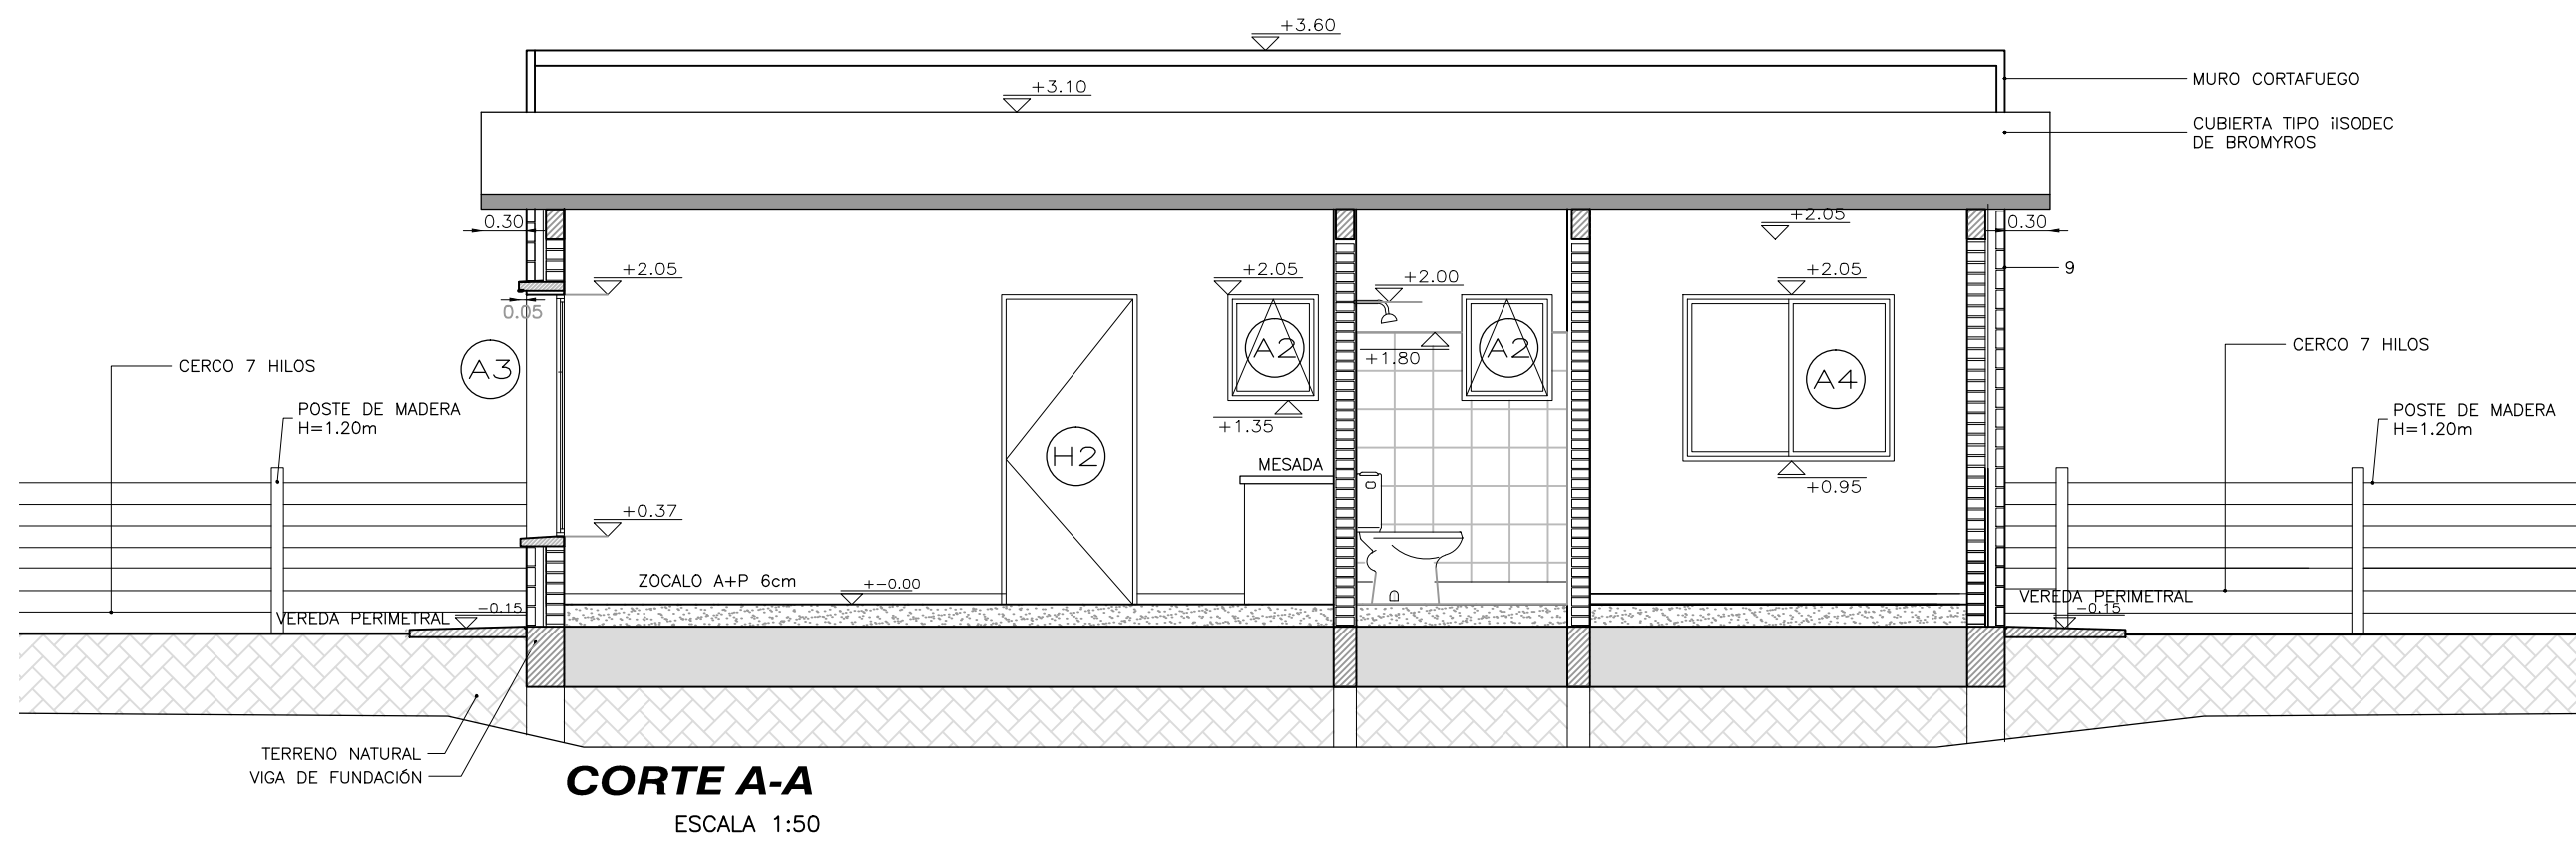 +3.60
MURO CORTAFUEGO
+3.10
CUBIERTA TIPO iISODEC
DE BROMYROS
0.30
+2.05
0.30
+2.05
+2.05
+2.00
+2.05
9
0.05
A3
A2
+1.80
A2
A4
CERCO 7 HILOS
CERCO 7 HILOS
POSTE DE MADERA
H=1.20m
+1.35
POSTE DE MADERA
H=1.20m
H2
MESADA
+0.95
+0.37
ZOCALO A+P 6cm
+-0.00
VEREDA PERIMETRAL
-0.15
VEREDA PERIMETRAL
-0.15
TERRENO NATURAL
VIGA DE FUNDACIÓN
CORTE A-A
ESCALA 1:50